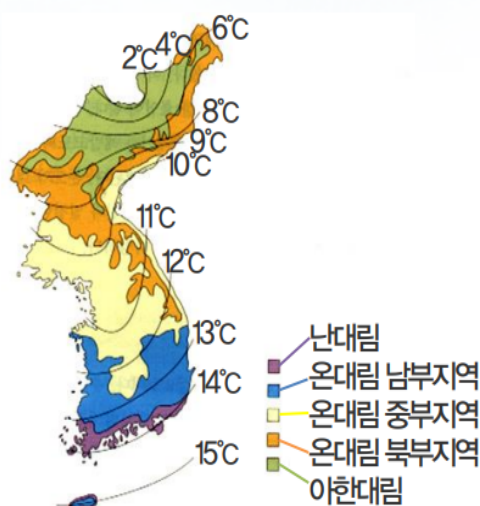 6℃
4℃
2℃
8℃
9℃
10℃
11℃
12℃
13℃
14℃
15℃
난대림
온대림 남부지역
온대림 중부지역
온대림 북부지역
아한대림